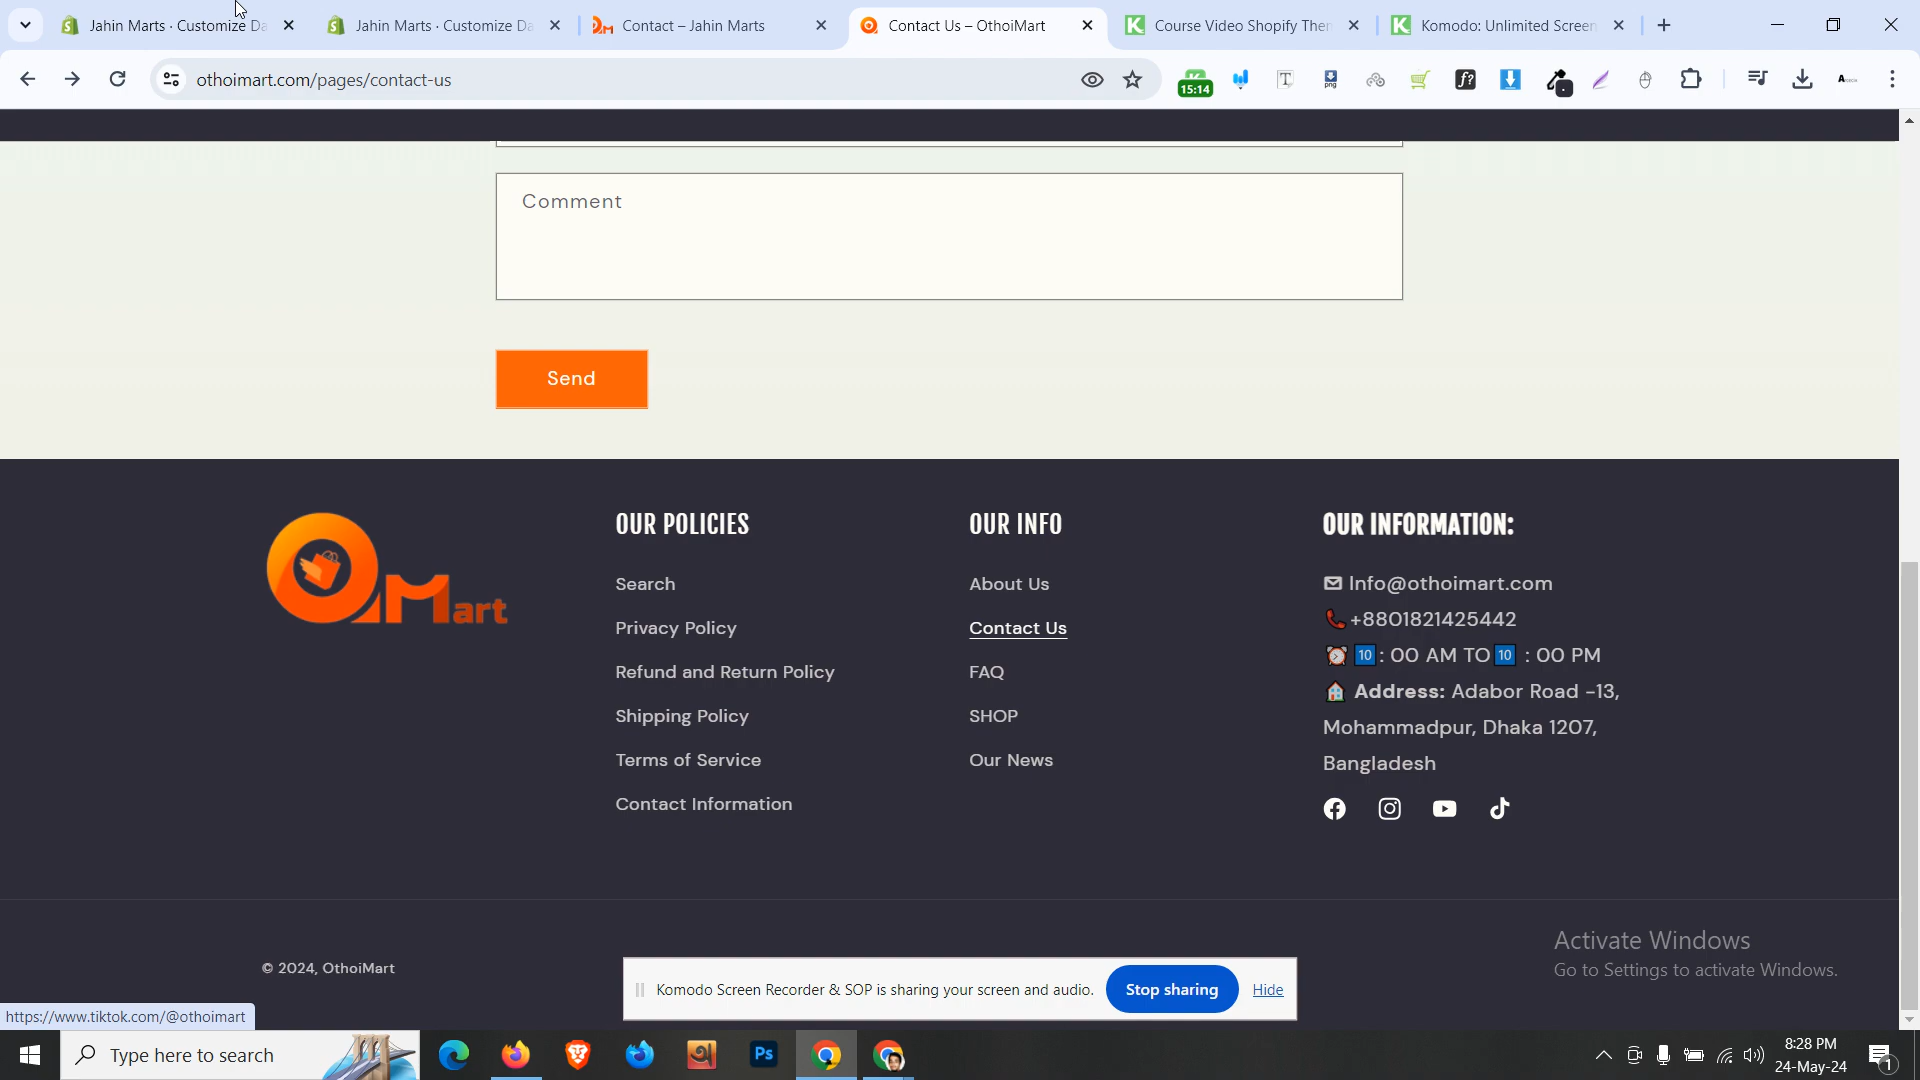 Jahin Marts · Customize Da
Jahin Marts · Customize Da
Contact – Jahin Marts
Contact Us – OthoiMart
Course Video Shopify Then
Komodo: Unlimited Screen
othoimart.com/pages/contact-us
15:14
T
png
f?
Comment
Send
Mart
OUR POLICIES
Search
Privacy Policy
Refund and Return Policy
Shipping Policy
Terms of Service
Contact Information
OUR INFO
About Us
Contact Us
FAQ
SHOP
Our News
OUR INFORMATION:
Info@othoimart.com
+8801821425442
10 : 00 AM TO 10 : 00 PM
Address: Adabor Road -13,
Mohammadpur, Dhaka 1207,
Bangladesh
© 2024, OthoiMart
Activate Windows
Go to Settings to activate Windows.
Komodo Screen Recorder & SOP is sharing your screen and audio.
Stop sharing
Hide
https://www.tiktok.com/@othoimart
Type here to search
Ps
8:28 PM
24-May-24
1